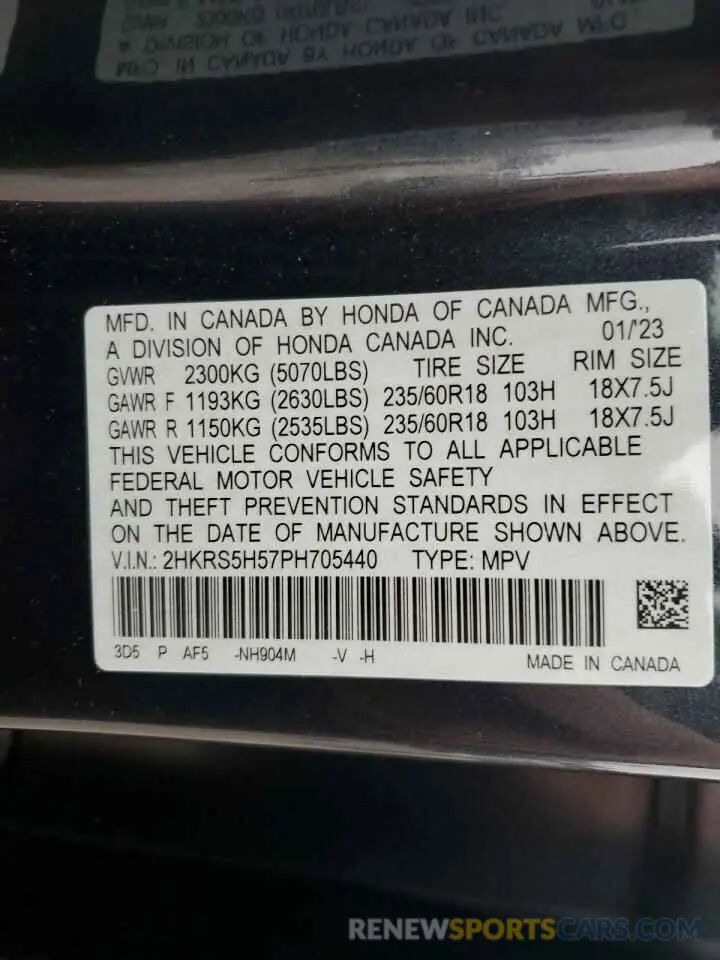 MFD. IN CANADA BY HONDA OF CANADA MFG.,
A DIVISION OF HONDA CANADA INC. 01/'23
GVWR 2300KG (5070LBS) TIRE SIZE RIM SIZE
GAWR F 1193KG (2630LBS) 235/60R18 103H 18X7.5J
GAWR R 1150KG (2535LBS) 235/60R18 103H 18X7.5J
THIS VEHICLE CONFORMS TO ALL APPLICABLE
FEDERAL MOTOR VEHICLE SAFETY
AND THEFT PREVENTION STANDARDS IN EFFECT
ON THE DATE OF MANUFACTURE SHOWN ABOVE.
V.I.N.: 2HKRS5H57PH705440 TYPE: MPV
3D5 P AF5 -NH904M -V -H MADE IN CANADA
RENEWSPORTSCARS.COM